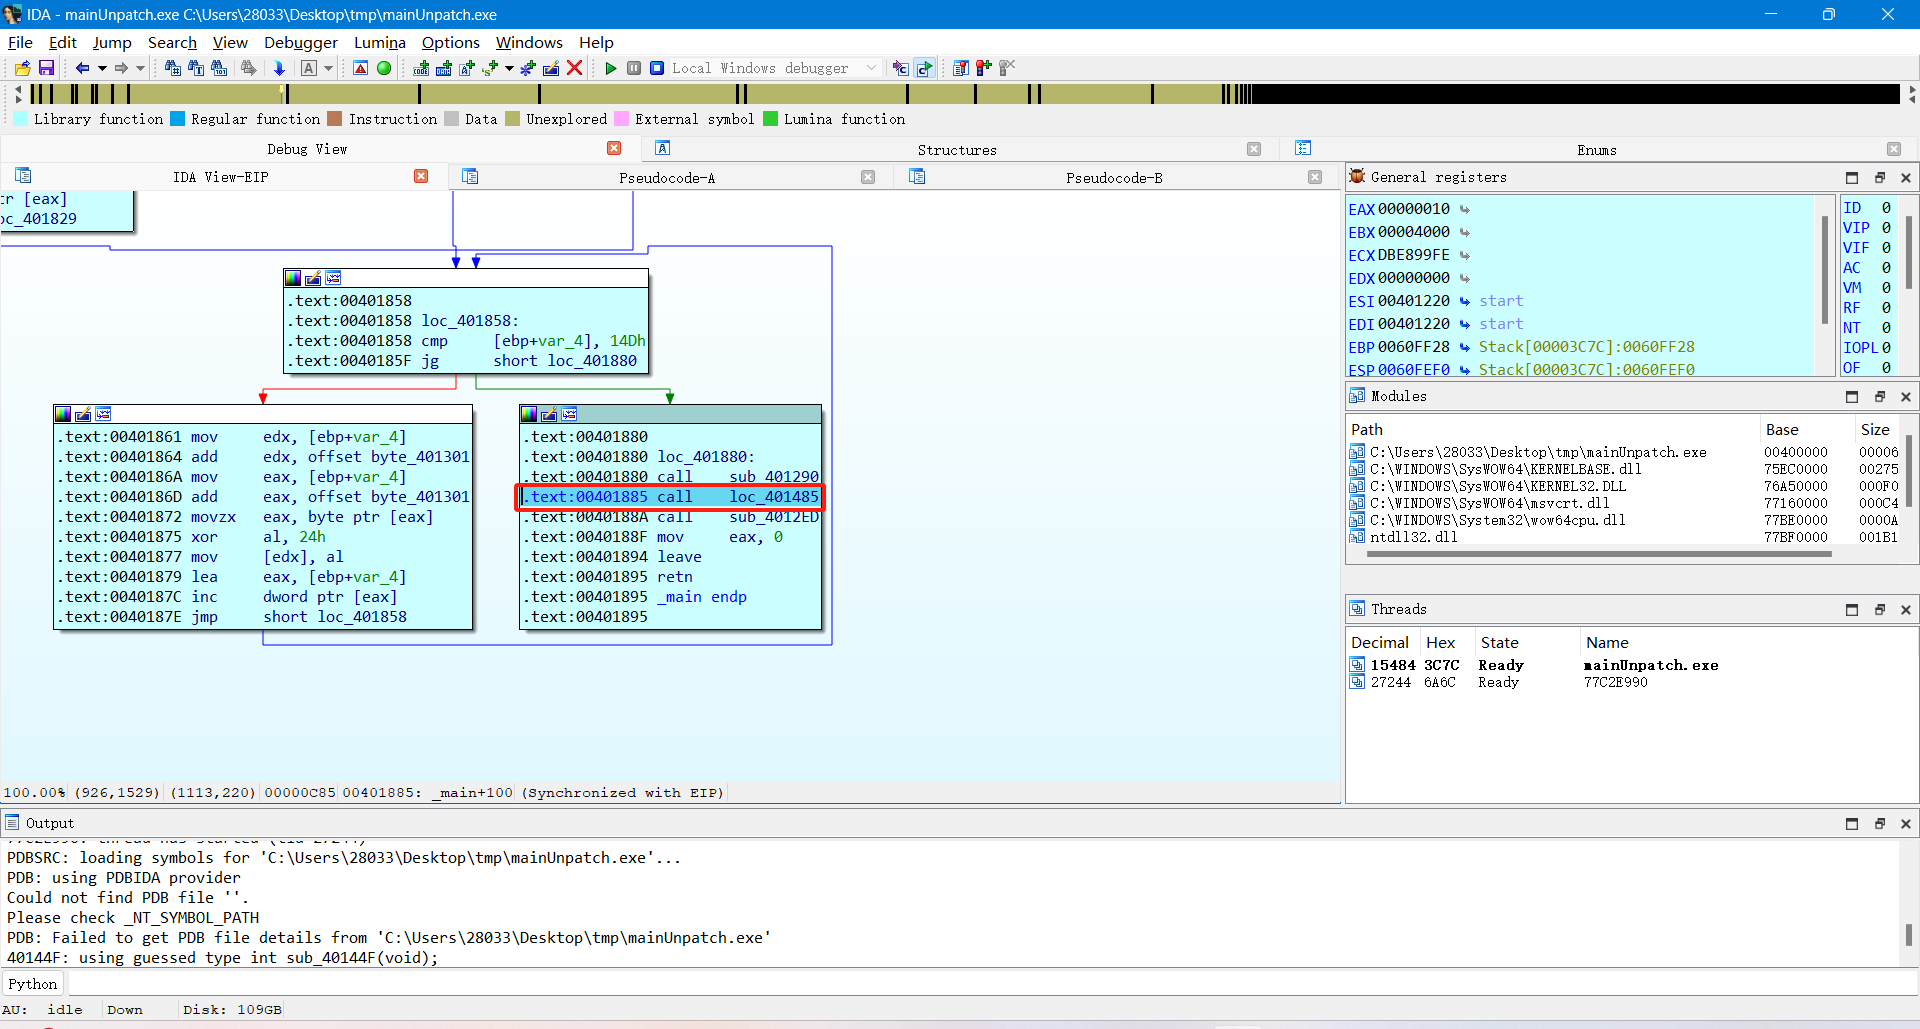 IDA - mainUnpatch.exe C:\Users\28033\Desktop\tmp\mainUnpatch.exe
File Edit Jump Search View Debugger Lumina Options Windows Help
Local Windows debugger
Library function Regular function Instruction Data Unexplored External symbol Lumina function
Debug View
Structures
Enums
IDA View-EIP
Pseudocode-A
Pseudocode-B
[eax]
loc_401829
.text:00401858
.text:00401858 loc_401858:
.text:00401858 cmp [ebp+var_4], 14Dh
.text:0040185F jg short loc_401880
.text:00401861 mov edx, [ebp+var_4]
.text:00401864 add edx, offset byte_401301
.text:0040186A mov eax, [ebp+var_4]
.text:0040186D add eax, offset byte_401301
.text:00401872 movzx eax, byte ptr [eax]
.text:00401875 xor al, 24h
.text:00401877 mov [edx], al
.text:00401879 lea eax, [ebp+var_4]
.text:0040187C inc dword ptr [eax]
.text:0040187E jmp short loc_401858
.text:00401880
.text:00401880 loc_401880:
.text:00401880 call sub_401290
.text:00401885 call loc_401485
.text:0040188A call sub_4012ED
.text:0040188F mov eax, 0
.text:00401894 leave
.text:00401895 retn
.text:00401895 _main endp
.text:00401895
100.00% (926,1529) (1113,220) 00000C85 00401885: _main+100 (Synchronized with EIP)
General registers
EAX 00000010
EBX 00004000
ECX DBE899FE
EDX 00000000
ESI 00401220 start
EDI 00401220 start
EBP 0060FF28 Stack[00003C7C]:0060FF28
ESP 0060FEF0 Stack[00003C7C]:0060FEF0
ID 0
VIP 0
VIF 0
AC 0
VM 0
RF 0
NT 0
IOPL 0
OF 0
Modules
Path Base Size
C:\Users\28033\Desktop\tmp\mainUnpatch.exe 00400000 00006
C:\WINDOWS\SysWOW64\KERNELBASE.dll 75EC0000 00275
C:\WINDOWS\SysWOW64\KERNEL32.DLL 76A50000 000F0
C:\WINDOWS\SysWOW64\msvcrt.dll 77160000 000C4
C:\WINDOWS\System32\wow64cpu.dll 77BE0000 0000A
ntdll32.dll 77BF0000 001B1
Threads
Decimal Hex State Name
15484 3C7C Ready mainUnpatch.exe
27244 6A6C Ready 77C2E990
Output
PDBSRC: loading symbols for 'C:\Users\28033\Desktop\tmp\mainUnpatch.exe'...
PDB: using PDBIDA provider
Could not find PDB file ''.
Please check _NT_SYMBOL_PATH
PDB: Failed to get PDB file details from 'C:\Users\28033\Desktop\tmp\mainUnpatch.exe'
40144F: using guessed type int sub_40144F(void);
Python
AU: idle Down Disk: 109GB